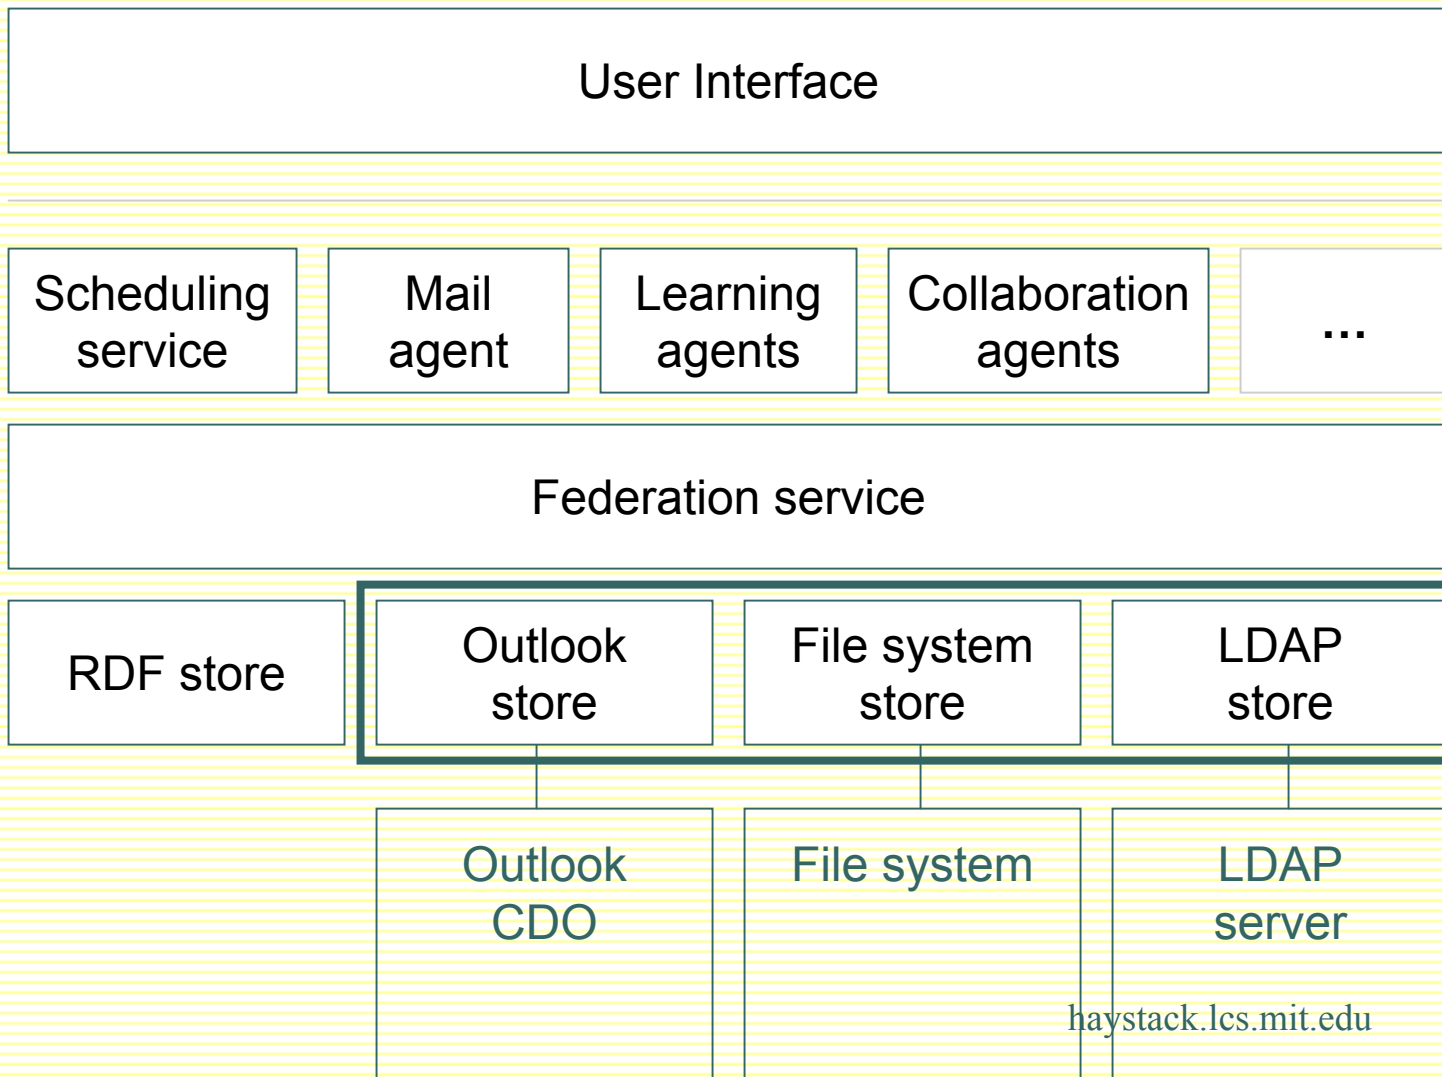 User Interface
Scheduling
service
Mail
agent
Learning
agents
Collaboration
agents
...
Federation service
RDF store
Outlook
store
File system
store
LDAP
store
Outlook
CDO
File system
LDAP
server
haystack.lcs.mit.edu